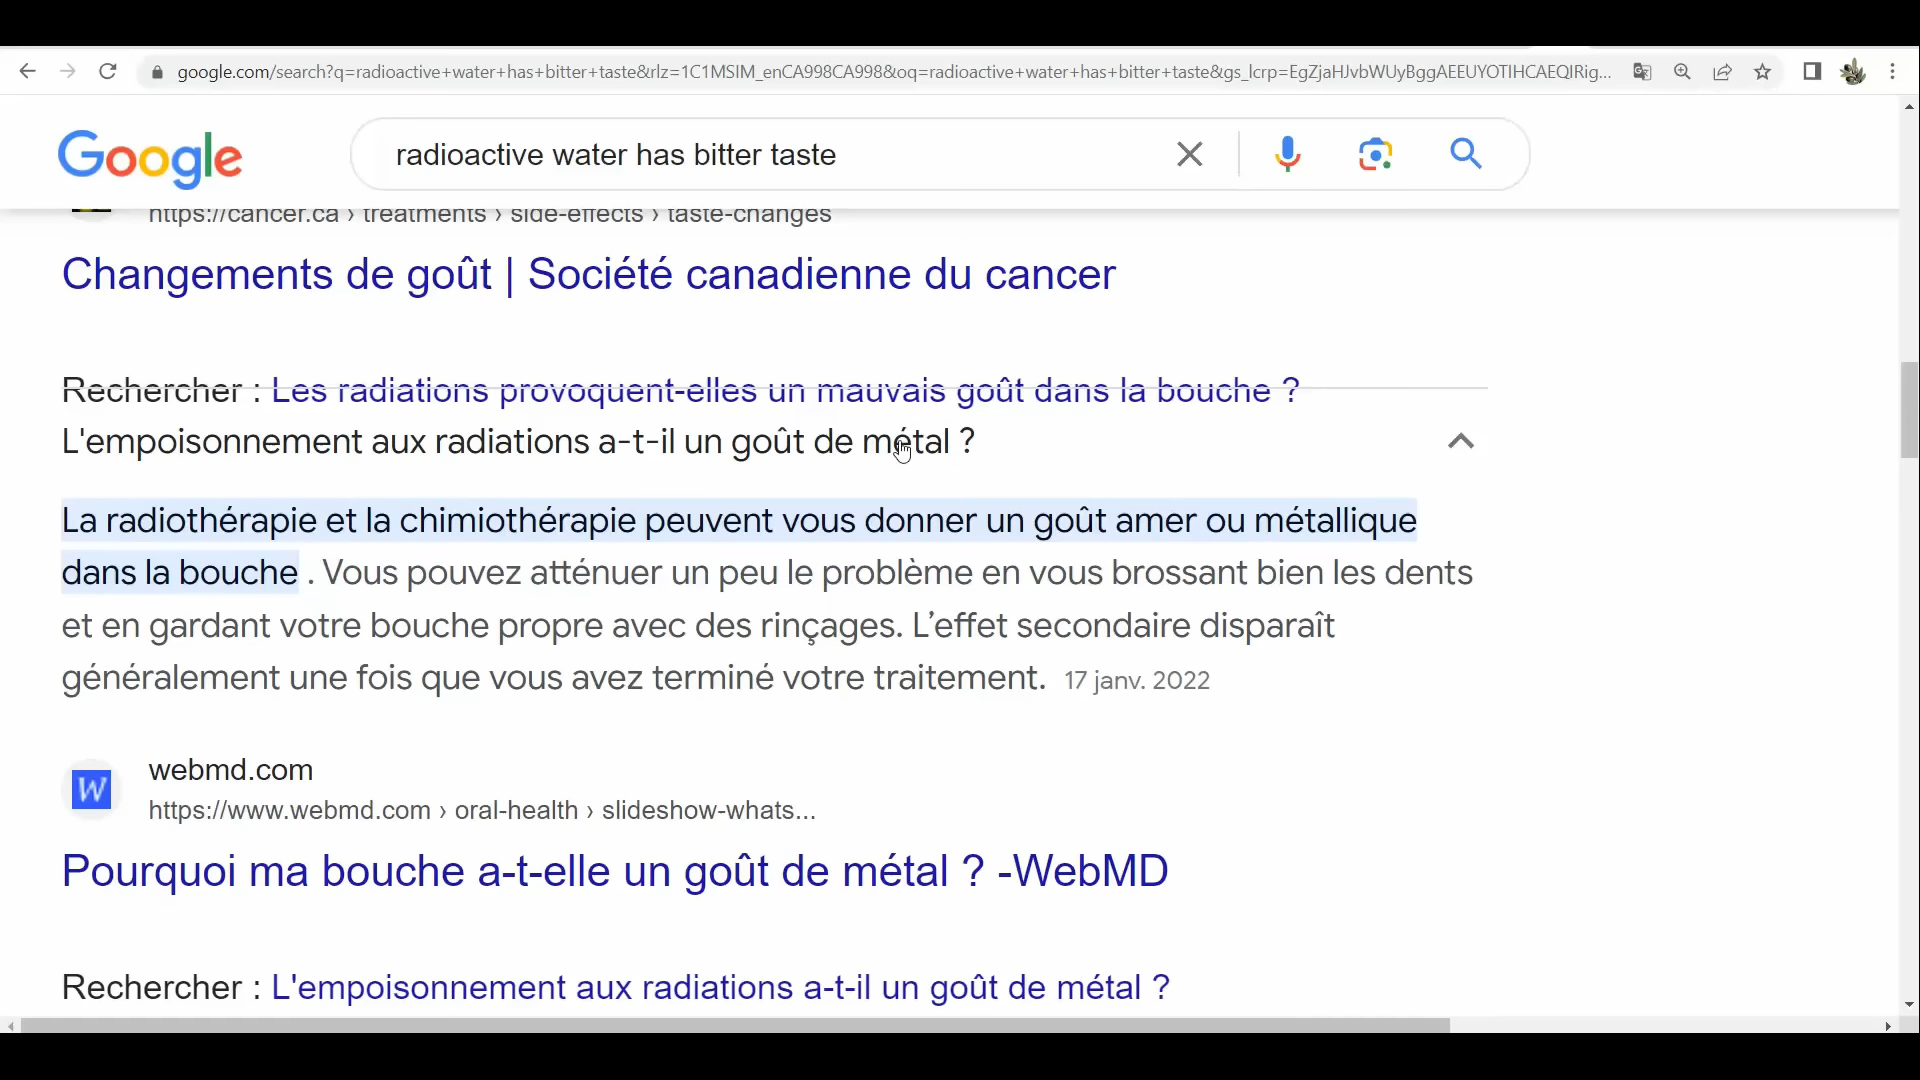 google.com/search?q=radioactive+water+has+bitter+taste&rlz=1C1MSIM_enCA998CA998&oq=radioactive+water+has+bitter+taste&gs_lcrp=EgZjaHJvbWUyBggAEEUYOTIHCAEQIRig...
Google
radioactive water has bitter taste
https://cancer.ca › treatments › side-effects › taste-changes
Changements de goût | Société canadienne du cancer
Rechercher : Les radiations provoquent-elles un mauvais goût dans la bouche ?
L'empoisonnement aux radiations a-t-il un goût de métal ?
La radiothérapie et la chimiothérapie peuvent vous donner un goût amer ou métallique
dans la bouche . Vous pouvez atténuer un peu le problème en vous brossant bien les dents
et en gardant votre bouche propre avec des rinçages. L’effet secondaire disparaît
généralement une fois que vous avez terminé votre traitement. 17 janv. 2022
W
webmd.com
https://www.webmd.com › oral-health › slideshow-whats...
Pourquoi ma bouche a-t-elle un goût de métal ? -WebMD
Rechercher : L'empoisonnement aux radiations a-t-il un goût de métal ?